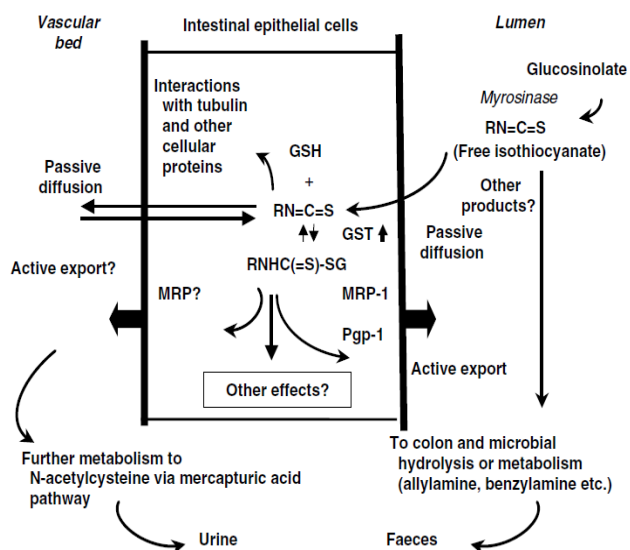 Vascular
bed
Intestinal epithelial cells
Lumen
Glucosinolate
Myrosinase
RN=C=S
(Free isothiocyanate)
Interactions
with tubulin
and other
cellular
proteins
GSH
+
RN=C=S
GST
RNHC(=S)-SG
Passive
diffusion
Other
products?
Passive
diffusion
Active export?
MRP?
MRP-1
Pgp-1
Active export
Other effects?
Further metabolism to
N-acetylcysteine via mercapturic acid
pathway
To colon and microbial
hydrolysis or metabolism
(allylamine, benzylamine etc.)
Urine
Faeces